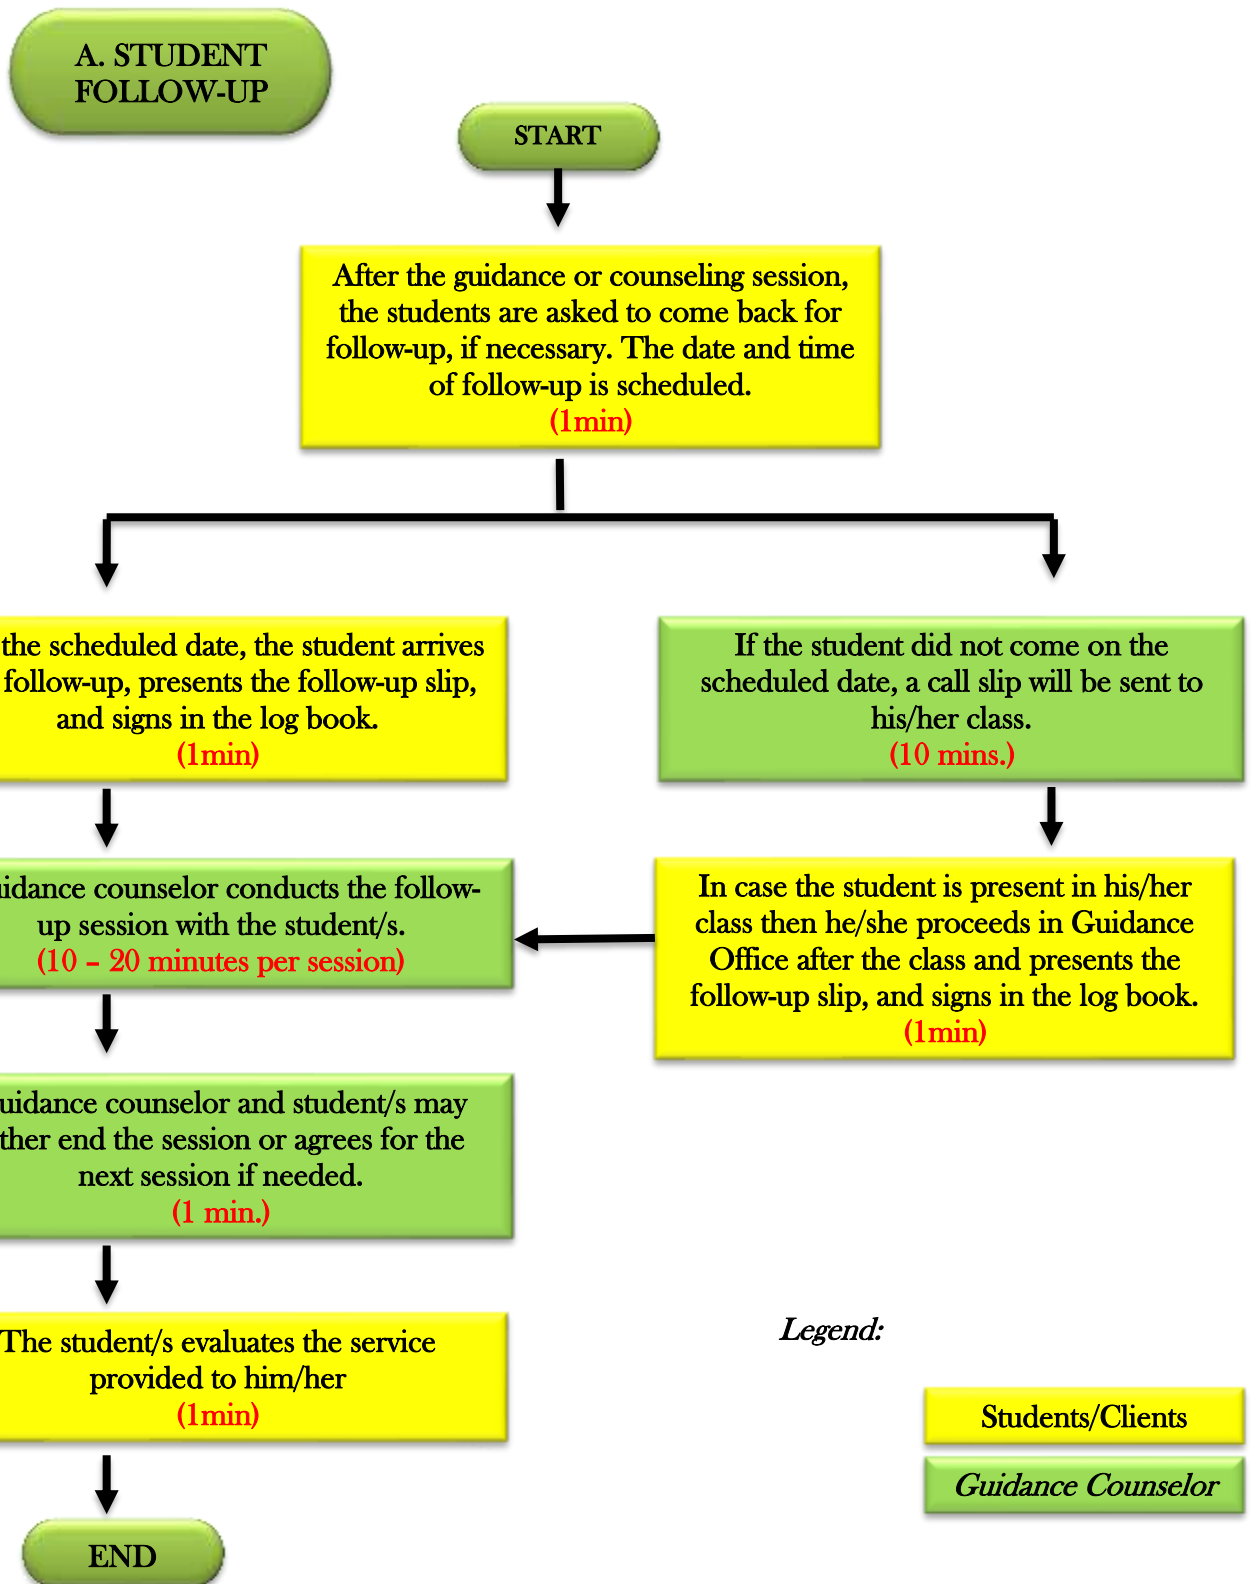 A. STUDENT
FOLLOW-UP
START
After the guidance or counseling session,
the students are asked to come back for
follow-up, if necessary. The date and time
of follow-up is scheduled.
(1min)
the scheduled date, the student arrives
follow-up, presents the follow-up slip,
and signs in the log book.
(1min)
If the student did not come on the
scheduled date, a call slip will be sent to
his/her class.
(10 mins.)
uidance counselor conducts the follow-
up session with the student/s.
(10 – 20 minutes per session)
In case the student is present in his/her
class then he/she proceeds in Guidance
Office after the class and presents the
follow-up slip, and signs in the log book.
(1min)
uidance counselor and student/s may
ther end the session or agrees for the
next session if needed.
(1 min.)
The student/s evaluates the service
provided to him/her
(1min)
Legend:
Students/Clients
Guidance Counselor
END